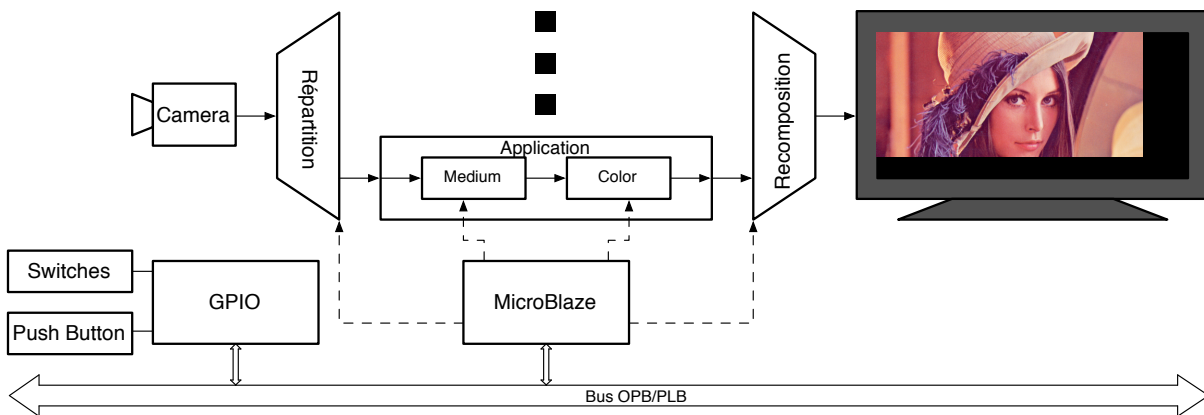 Camera
Répartition
Application
Medium
Color
Recomposition
Switches
Push Button
GPIO
MicroBlaze
Bus OPB/PLB